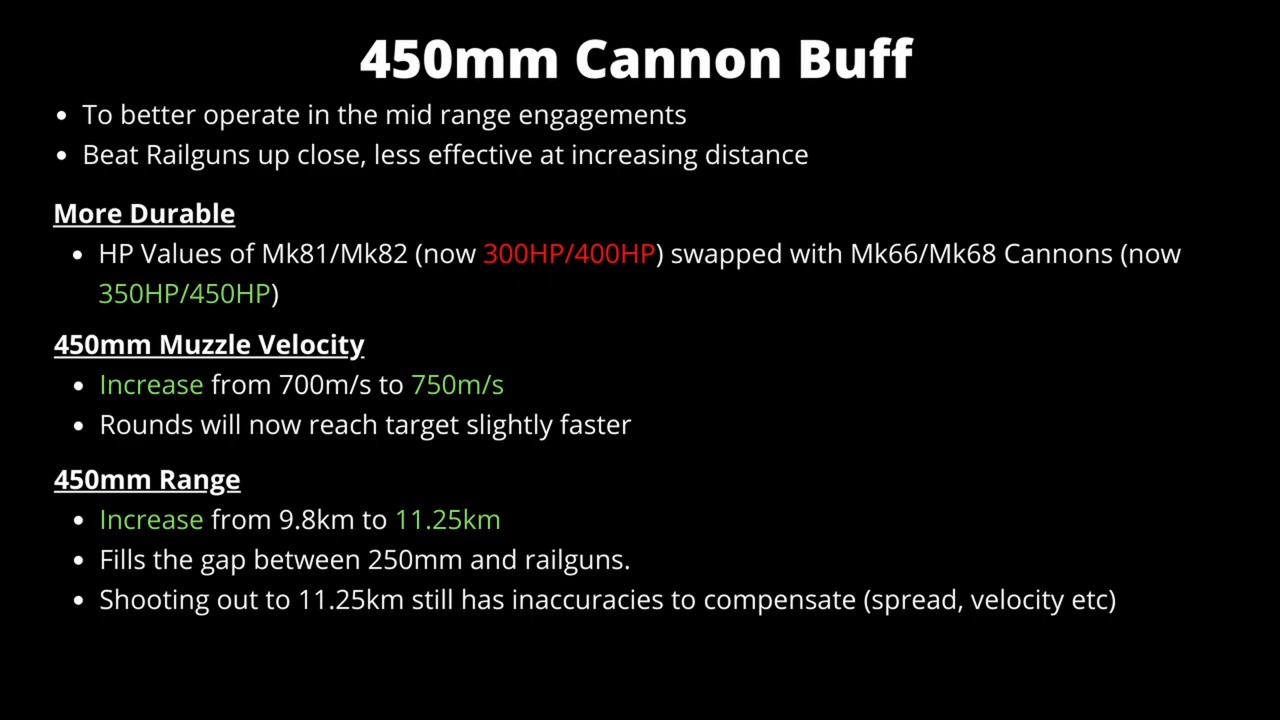 450mm Cannon Buff
• To better operate in the mid range engagements
• Beat Railguns up close, less effective at increasing distance
More Durable
• HP Values of Mk81/Mk82 (now 300HP/400HP) swapped with Mk66/Mk68 Cannons (now
350HP/450HP)
450mm Muzzle Velocity
• Increase from 700m/s to 750m/s
• Rounds will now reach target slightly faster
450mm Range
• Increase from 9.8km to 11.25km
• Fills the gap between 250mm and railguns.
• Shooting out to 11.25km still has inaccuracies to compensate (spread, velocity etc)